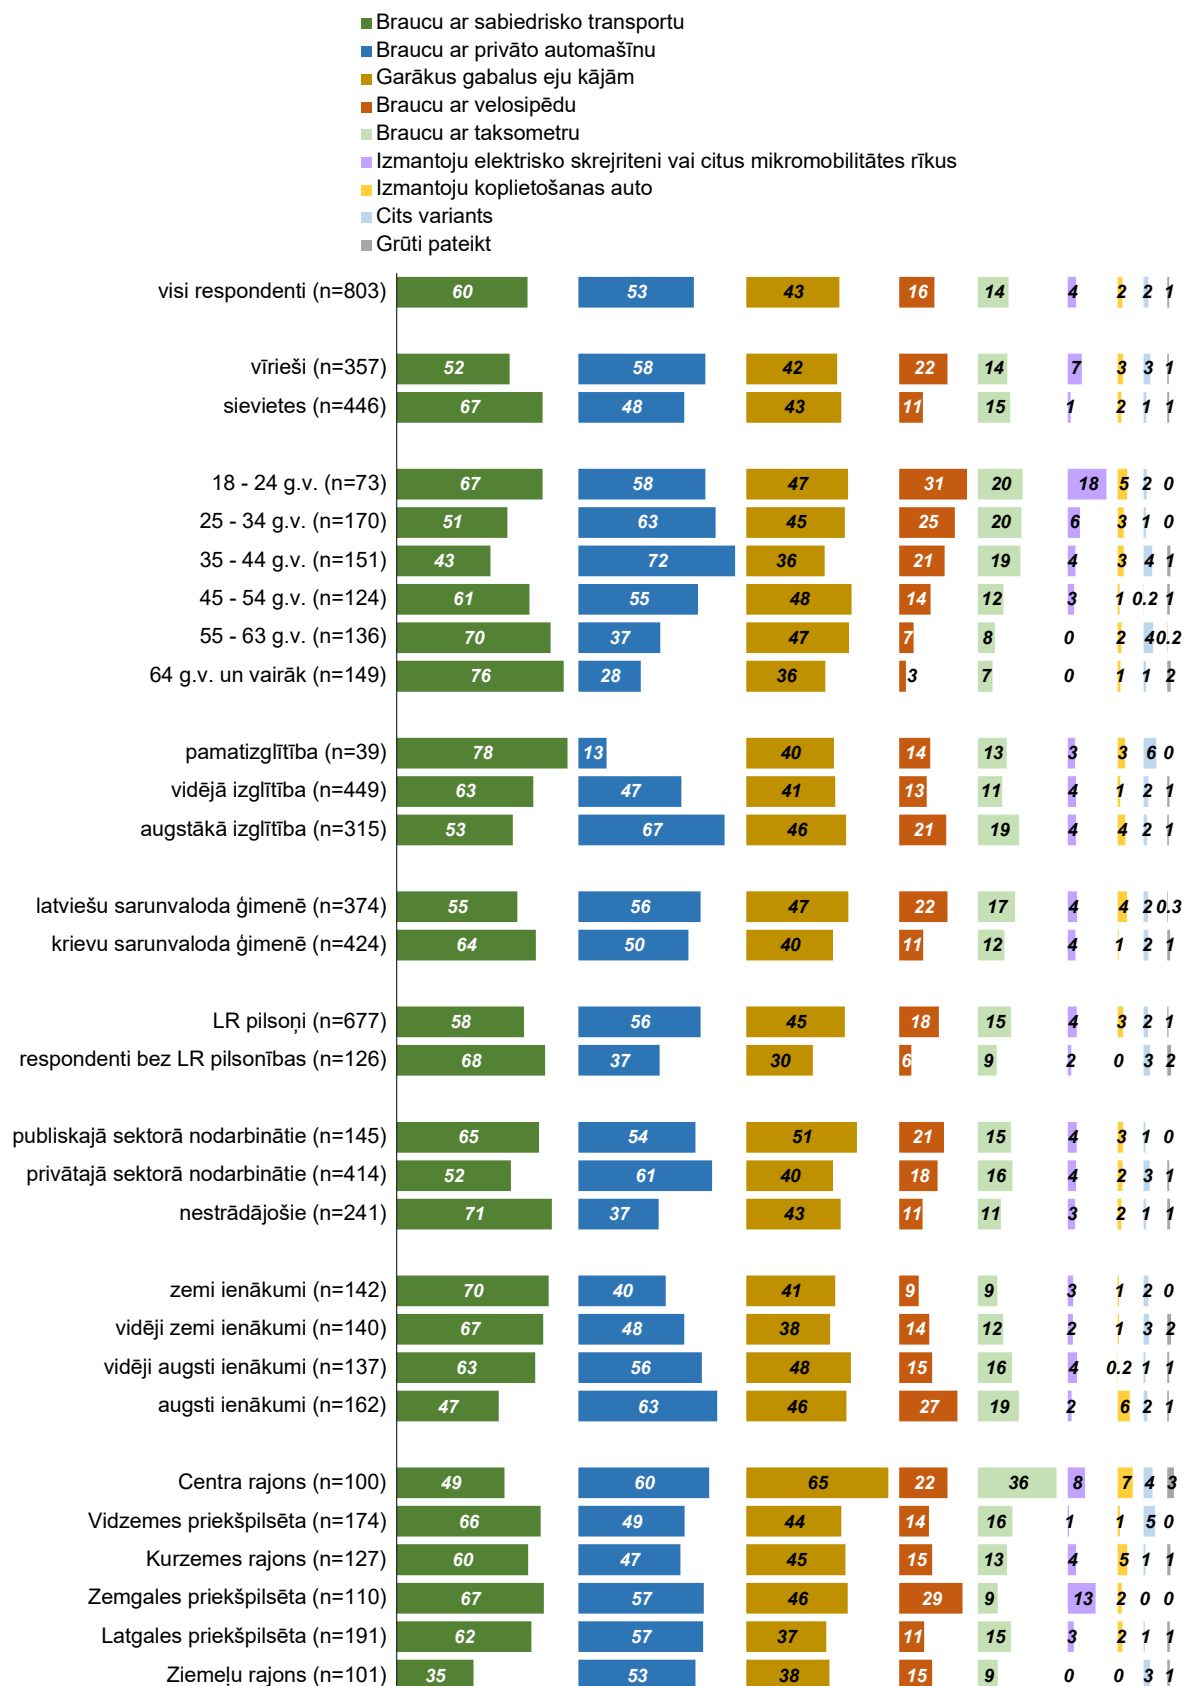 Braucu ar sabiedrisko transportu
Braucu ar privāto automašīnu
Garākus gabalus eju kājām
Braucu ar velosipēdu
Braucu ar taksometru
Izmantoju elektrisko skrejriteni vai citus mikromobilitātes rīkus
Izmantoju koplietošanas auto
Cits variants
Grūti pateikt
visi respondenti (n=803) 60 53 43 16 14 4 2 2 1
vīrieši (n=357) 52 58 42 22 14 7 3 3 1
sievietes (n=446) 67 48 43 11 15 1 2 1 1
18 - 24 g.v. (n=73) 67 58 47 31 20 18 5 2 0
25 - 34 g.v. (n=170) 51 63 45 25 20 6 3 1 0
35 - 44 g.v. (n=151) 43 72 36 21 19 4 3 4 1
45 - 54 g.v. (n=124) 61 55 48 14 12 3 1 0.2 1
55 - 63 g.v. (n=136) 70 37 47 7 8 0 2 4 0.2
64 g.v. un vairāk (n=149) 76 28 36 3 7 0 1 1 2
pamatizglītība (n=39) 78 13 40 14 13 3 3 6 0
vidējā izglītība (n=449) 63 47 41 13 11 4 1 2 1
augstākā izglītība (n=315) 53 67 46 21 19 4 4 2 1
latviešu sarunvaloda ģimenē (n=374) 55 56 47 22 17 4 4 2 0.3
krievu sarunvaloda ģimenē (n=424) 64 50 40 11 12 4 1 2 1
LR pilsoņi (n=677) 58 56 45 18 15 4 3 2 1
respondenti bez LR pilsonības (n=126) 68 37 30 6 9 2 0 3 2
publiskajā sektorā nodarbinātie (n=145) 65 54 51 21 15 4 3 1 0
privātajā sektorā nodarbinātie (n=414) 52 61 40 18 16 4 2 3 1
nestrādājošie (n=241) 71 37 43 11 11 3 2 1 1
zemi ienākumi (n=142) 70 40 41 9 9 3 1 2 0
vidēji zemi ienākumi (n=140) 67 48 38 14 12 2 1 3 2
vidēji augsti ienākumi (n=137) 63 56 48 15 16 4 0.2 1 1
augsti ienākumi (n=162) 47 63 46 27 19 2 6 2 1
Centra rajons (n=100) 49 60 65 22 36 8 7 4 3
Vidzemes priekšpilsēta (n=174) 66 49 44 14 16 1 1 5 0
Kurzemes rajons (n=127) 60 47 45 15 13 4 5 1 1
Zemgales priekšpilsēta (n=110) 67 57 46 29 9 13 2 0 0
Latgales priekšpilsēta (n=191) 62 57 37 11 15 3 2 1 1
Ziemeļu rajons (n=101) 35 53 38 15 9 0 0 3 1